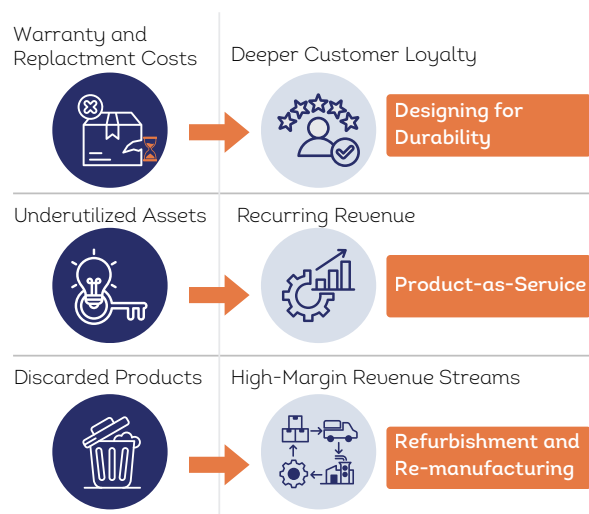 Warranty and
Replactment Costs
Deeper Customer Loyalty
Designing for
Durability
Underutilized Assets
Recurring Revenue
Product-as-Service
Discarded Products
High-Margin Revenue Streams
Refurbishment and
Re-manufacturing